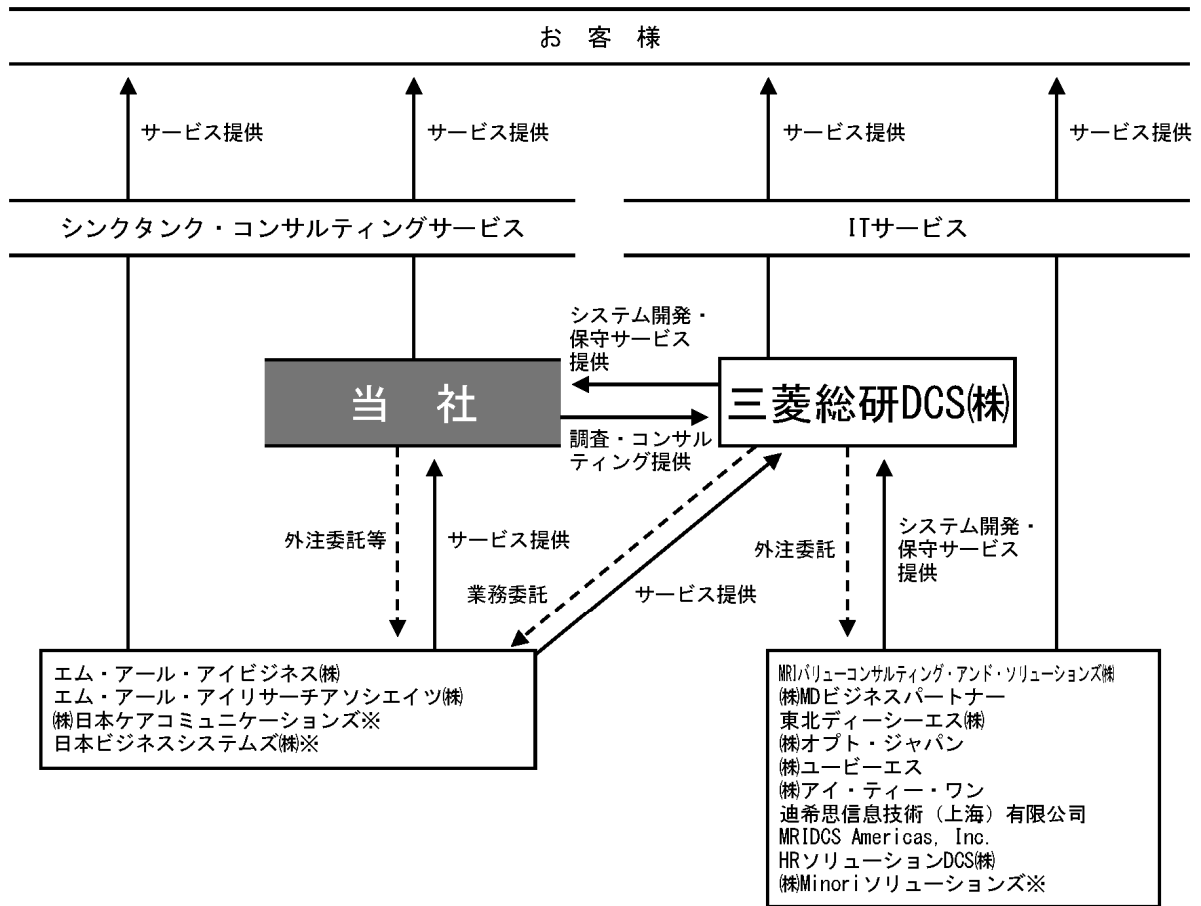 お　客　様
サービス提供
サービス提供
サービス提供
サービス提供
シンクタンク・コンサルティングサービス
ITサービス
システム開発・
保守サービス
提供
当　社
三菱総研DCS㈱
調査・コンサル
ティング提供
外注委託等
サービス提供
業務委託
サービス提供
外注委託
システム開発・
保守サービス
提供
エム・アール・アイビジネス㈱
エム・アール・アイリサーチアソシエイツ㈱
㈱日本ケアコミュニケーションズ※
日本ビジネスシステムズ㈱※
MRIバリューコンサルティング・アンド・ソリューションズ㈱
㈱MDビジネスパートナー
東北ディーシーエス㈱
㈱オプト・ジャパン
㈱ユービーエス
㈱アイ・ティー・ワン
迪希思信息技術（上海）有限公司
MRIDCS Americas, Inc.
HRソリューションDCS㈱
㈱Minoriソリューションズ※